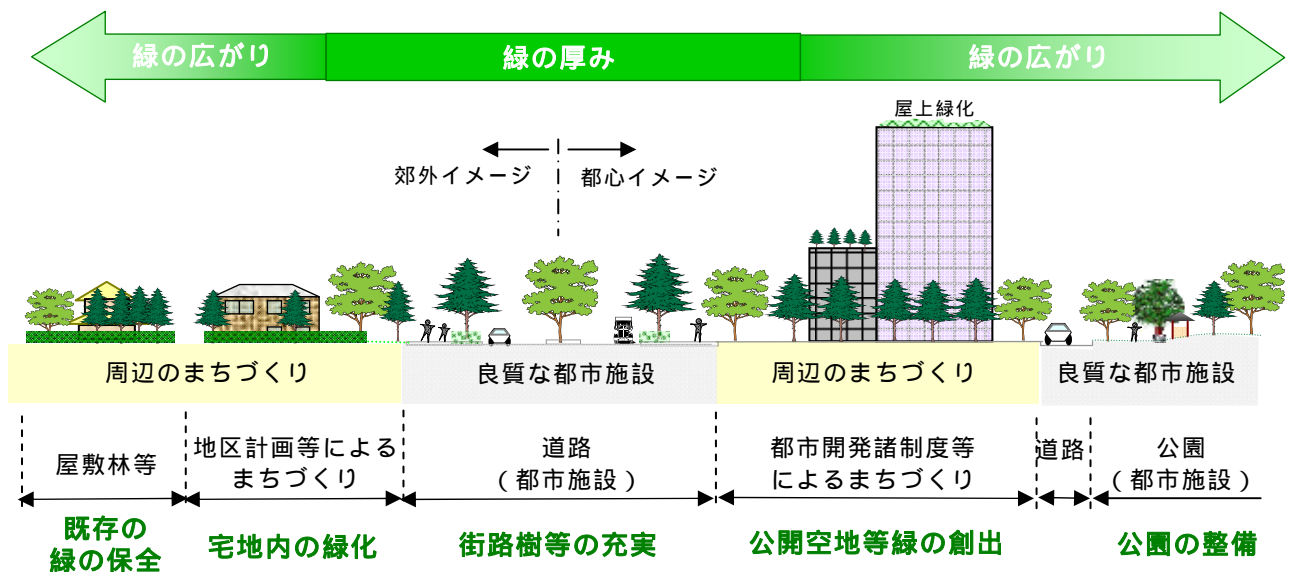 緑の広がり
緑の厚み
緑の広がり
屋上緑化
郊外イメージ
都心イメージ
周辺のまちづくり
良質な都市施設
周辺のまちづくり
良質な都市施設
屋敷林等
地区計画等による
まちづくり
道路
(都市施設)
都市開発諸制度等
によるまちづくり
道路
公園
(都市施設)
既存の
緑の保全
宅地内の緑化
街路樹等の充実
公開空地等緑の創出
公園の整備